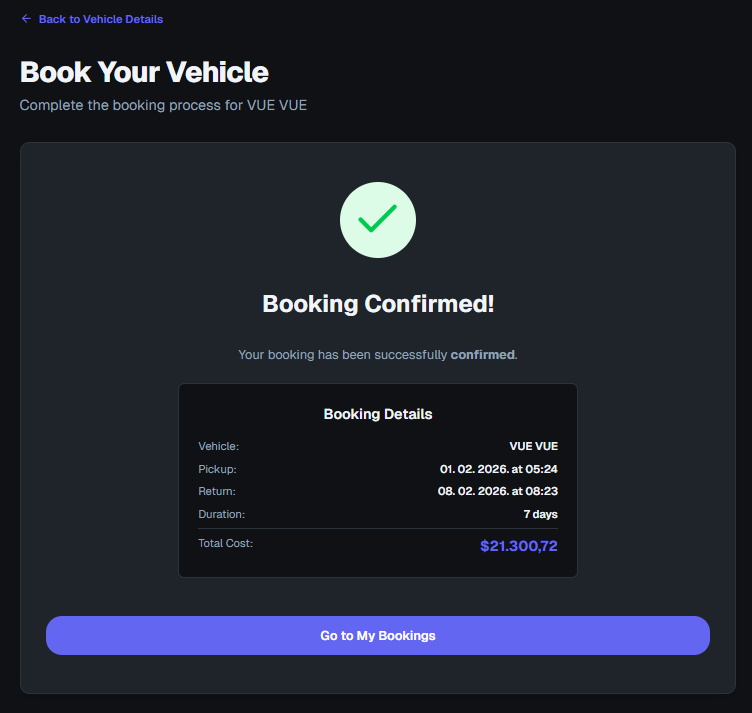 ← Back to Vehicle Details
Book Your Vehicle
Complete the booking process for VUE VUE
Booking Confirmed!
Your booking has been successfully confirmed.
Booking Details
Vehicle: VUE VUE
Pickup: 01. 02. 2026. at 05:24
Return: 08. 02. 2026. at 08:23
Duration: 7 days
Total Cost: $21.300,72
Go to My Bookings